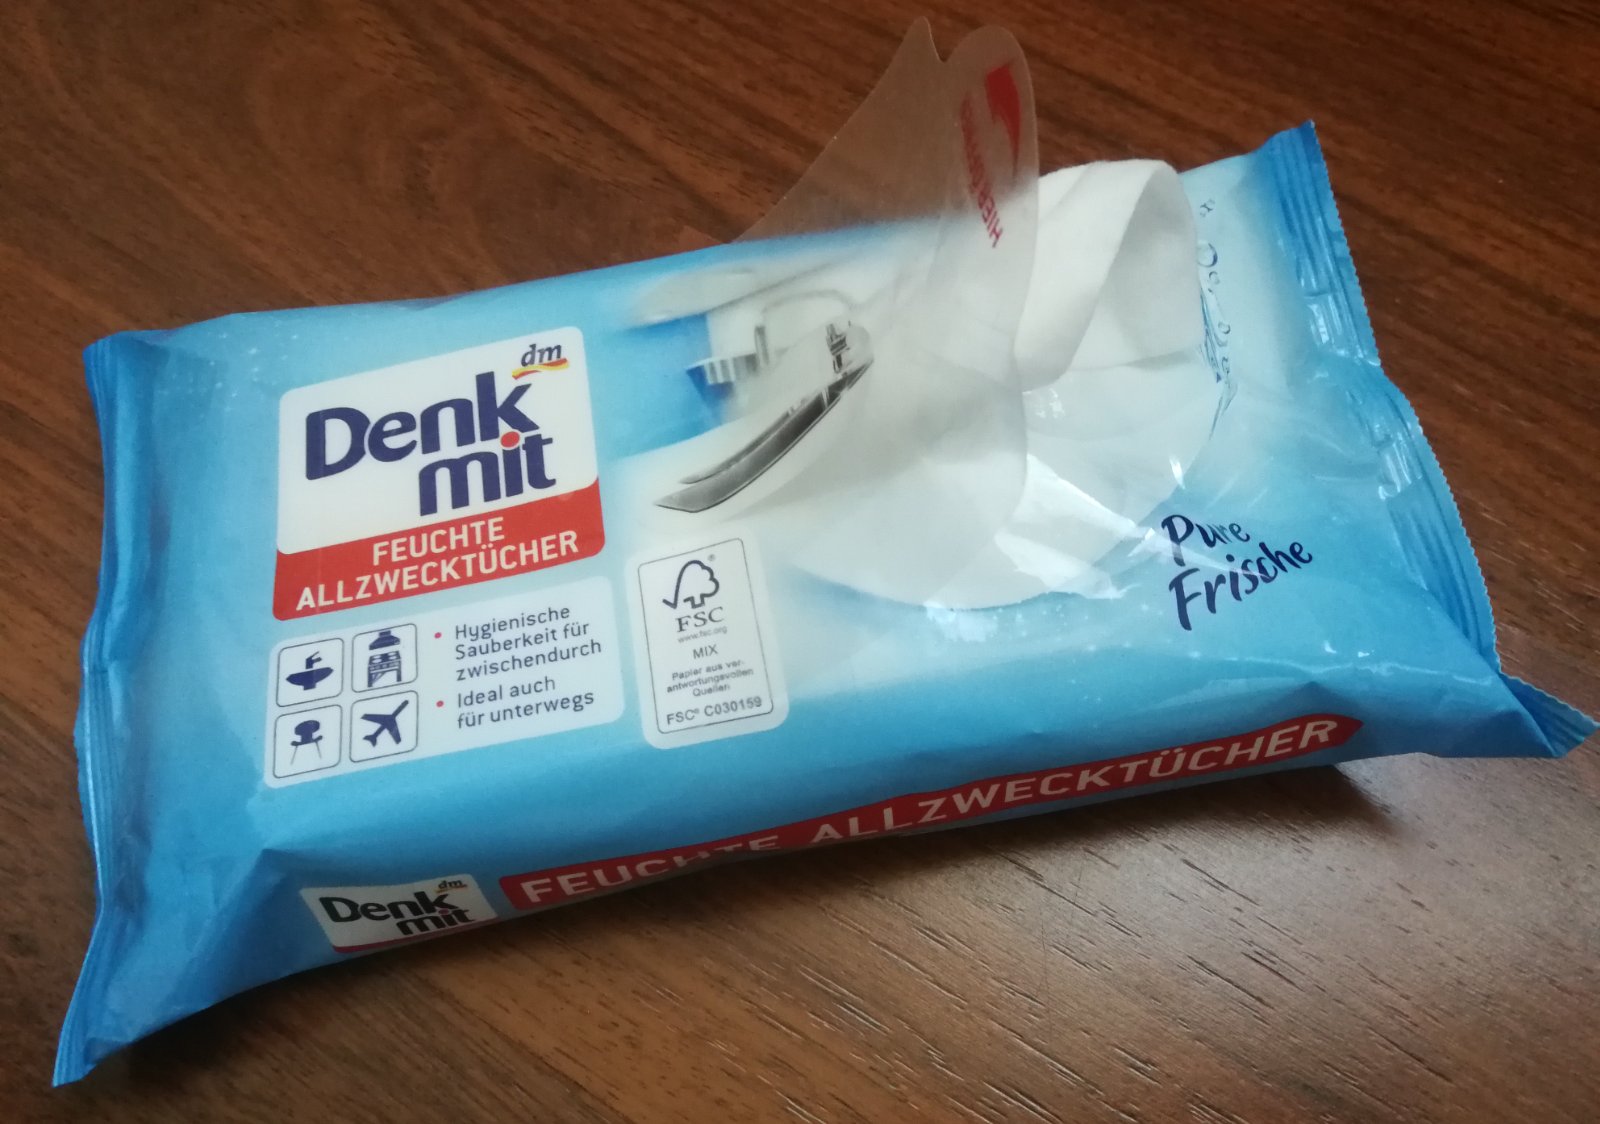 dm
Denk
mit
FEUCHTE
ALLZWECKTÜCHER
• Hygienische
Sauberkeit für
zwischendurch
• Ideal auch
für unterwegs
FSC®
www.fsc.org
MIX
Papier aus ver-
antwortungsvollen
Quellen
FSC® C030159
Pure
Frische
dm
Denk
mit
FEUCHTE ALLZWECKTÜCHER